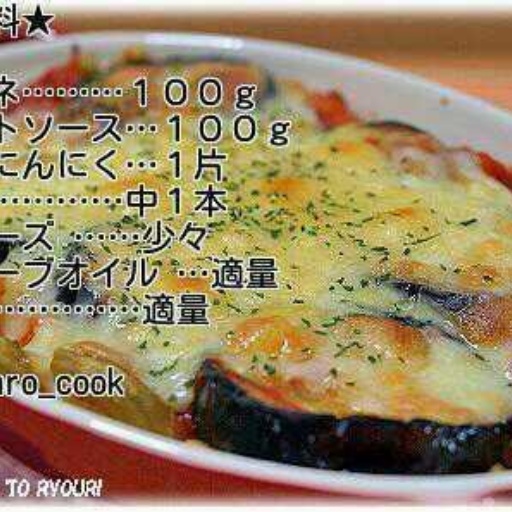 料★
ネ………１００ｇ
トソース…１００ｇ
にんにく…１片
…………中１本
ーズ ……少々
ーブオイル …適量
…………適量
aro_cook
TO RYOURI